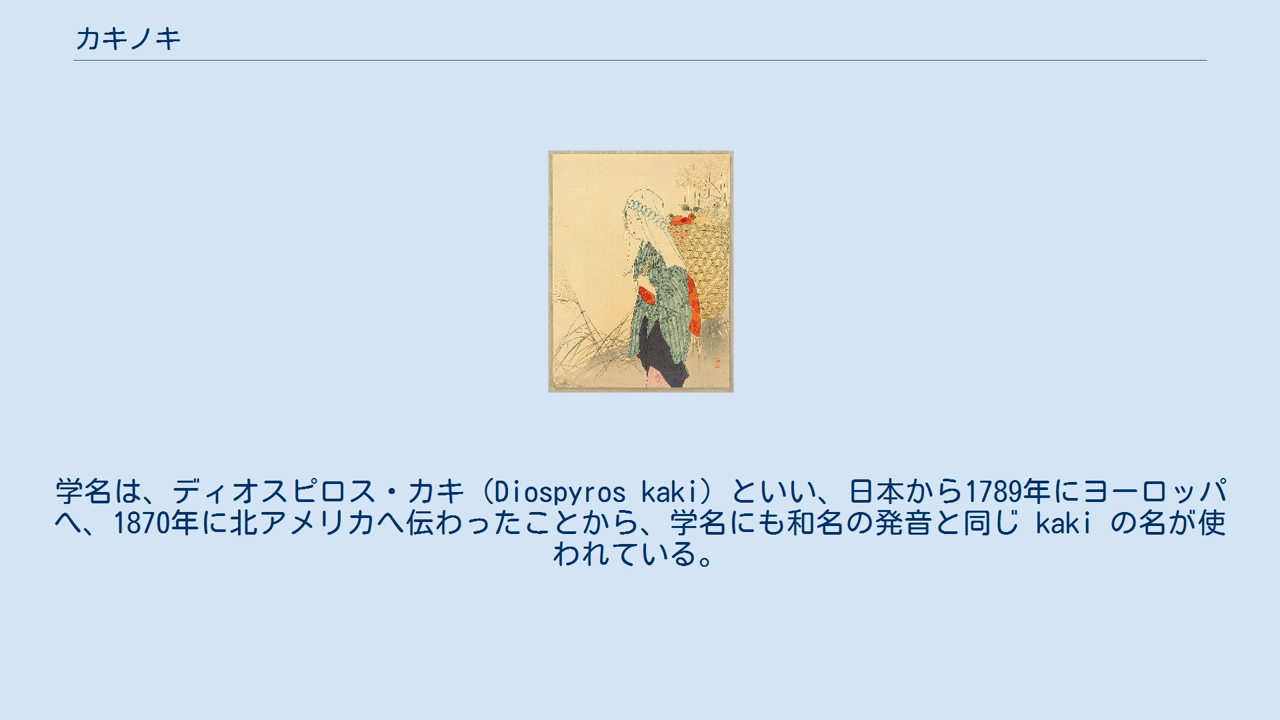 カキノキ
学名は、ディオスピロス・カキ（Diospyros kaki）といい、日本から1789年にヨーロッパ
へ、1870年に北アメリカへ伝わったことから、学名にも和名の発音と同じ kaki の名が使
われている。